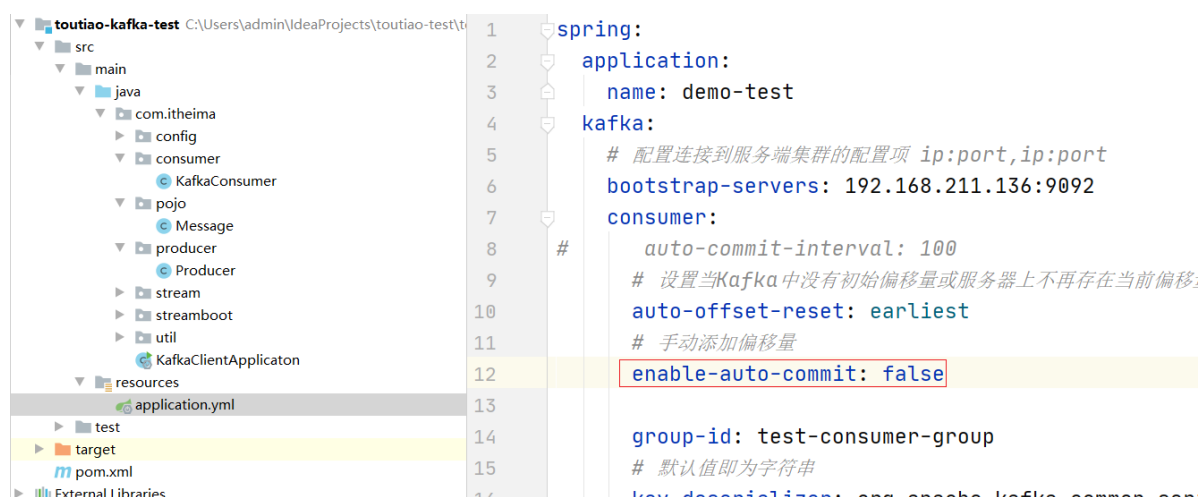 toutiao-kafka-test C:\Users\admin\IdeaProjects\toutiao-test\t
src
main
java
com.itheima
config
consumer
KafkaConsumer
pojo
Message
producer
Producer
stream
streamboot
util
KafkaClientApplicaton
resources
application.yml
test
target
pom.xml
External Libraries
1 spring:
2 application:
3 name: demo-test
4 kafka:
5 # 配置连接到服务端集群的配置项 ip:port,ip:port
6 bootstrap-servers: 192.168.211.136:9092
7 consumer:
8 # auto-commit-interval: 100
9 # 设置当Kafka中没有初始偏移量或服务器上不再存在当前偏移量
10 auto-offset-reset: earliest
11 # 手动添加偏移量
12 enable-auto-commit: false
13
14 group-id: test-consumer-group
15 # 默认值即为字符串